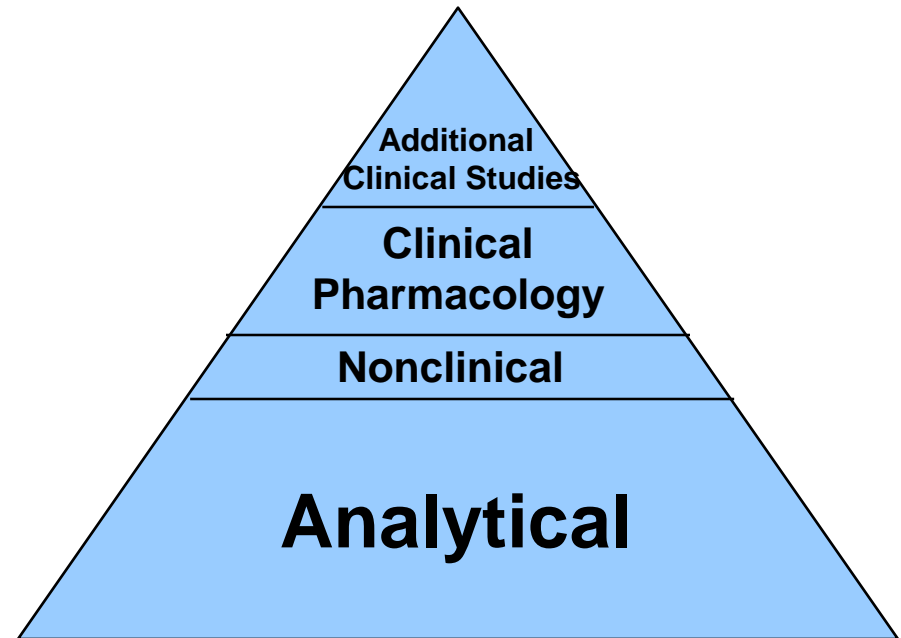 Additional
Clinical Studies
Clinical
Pharmacology
Nonclinical
Analytical